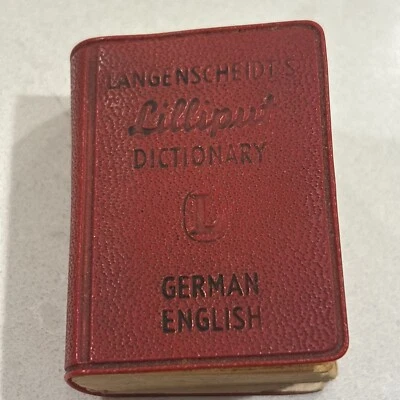 LANGENSCHEIDT'S
Lilliput
DICTIONARY
L
GERMAN
ENGLISH